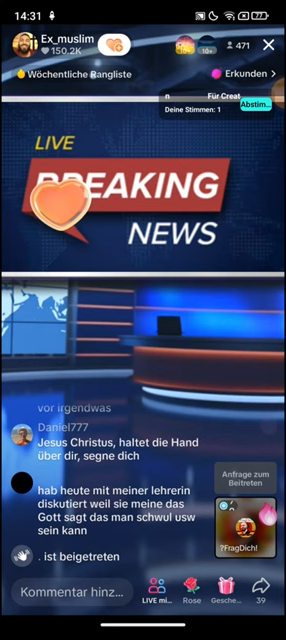 14:31
77
Ex_muslim
150.2K
10+
10+
471
Wöchentliche Rangliste
Erkunden >
n Für Creat
Deine Stimmen: 1
Abstim...
LIVE
BREAKING
NEWS
vor irgendwas
Daniel777
Jesus Christus, haltet die Hand
über dir, segne dich
hab heute mit meiner lehrerin
diskutiert weil sie meine das
Gott sagt das man schwul usw
sein kann
. ist beigetreten
Anfrage zum
Beitreten
?FragDich!
Kommentar hinz...
LIVE mi...
Rose
Gesche...
39